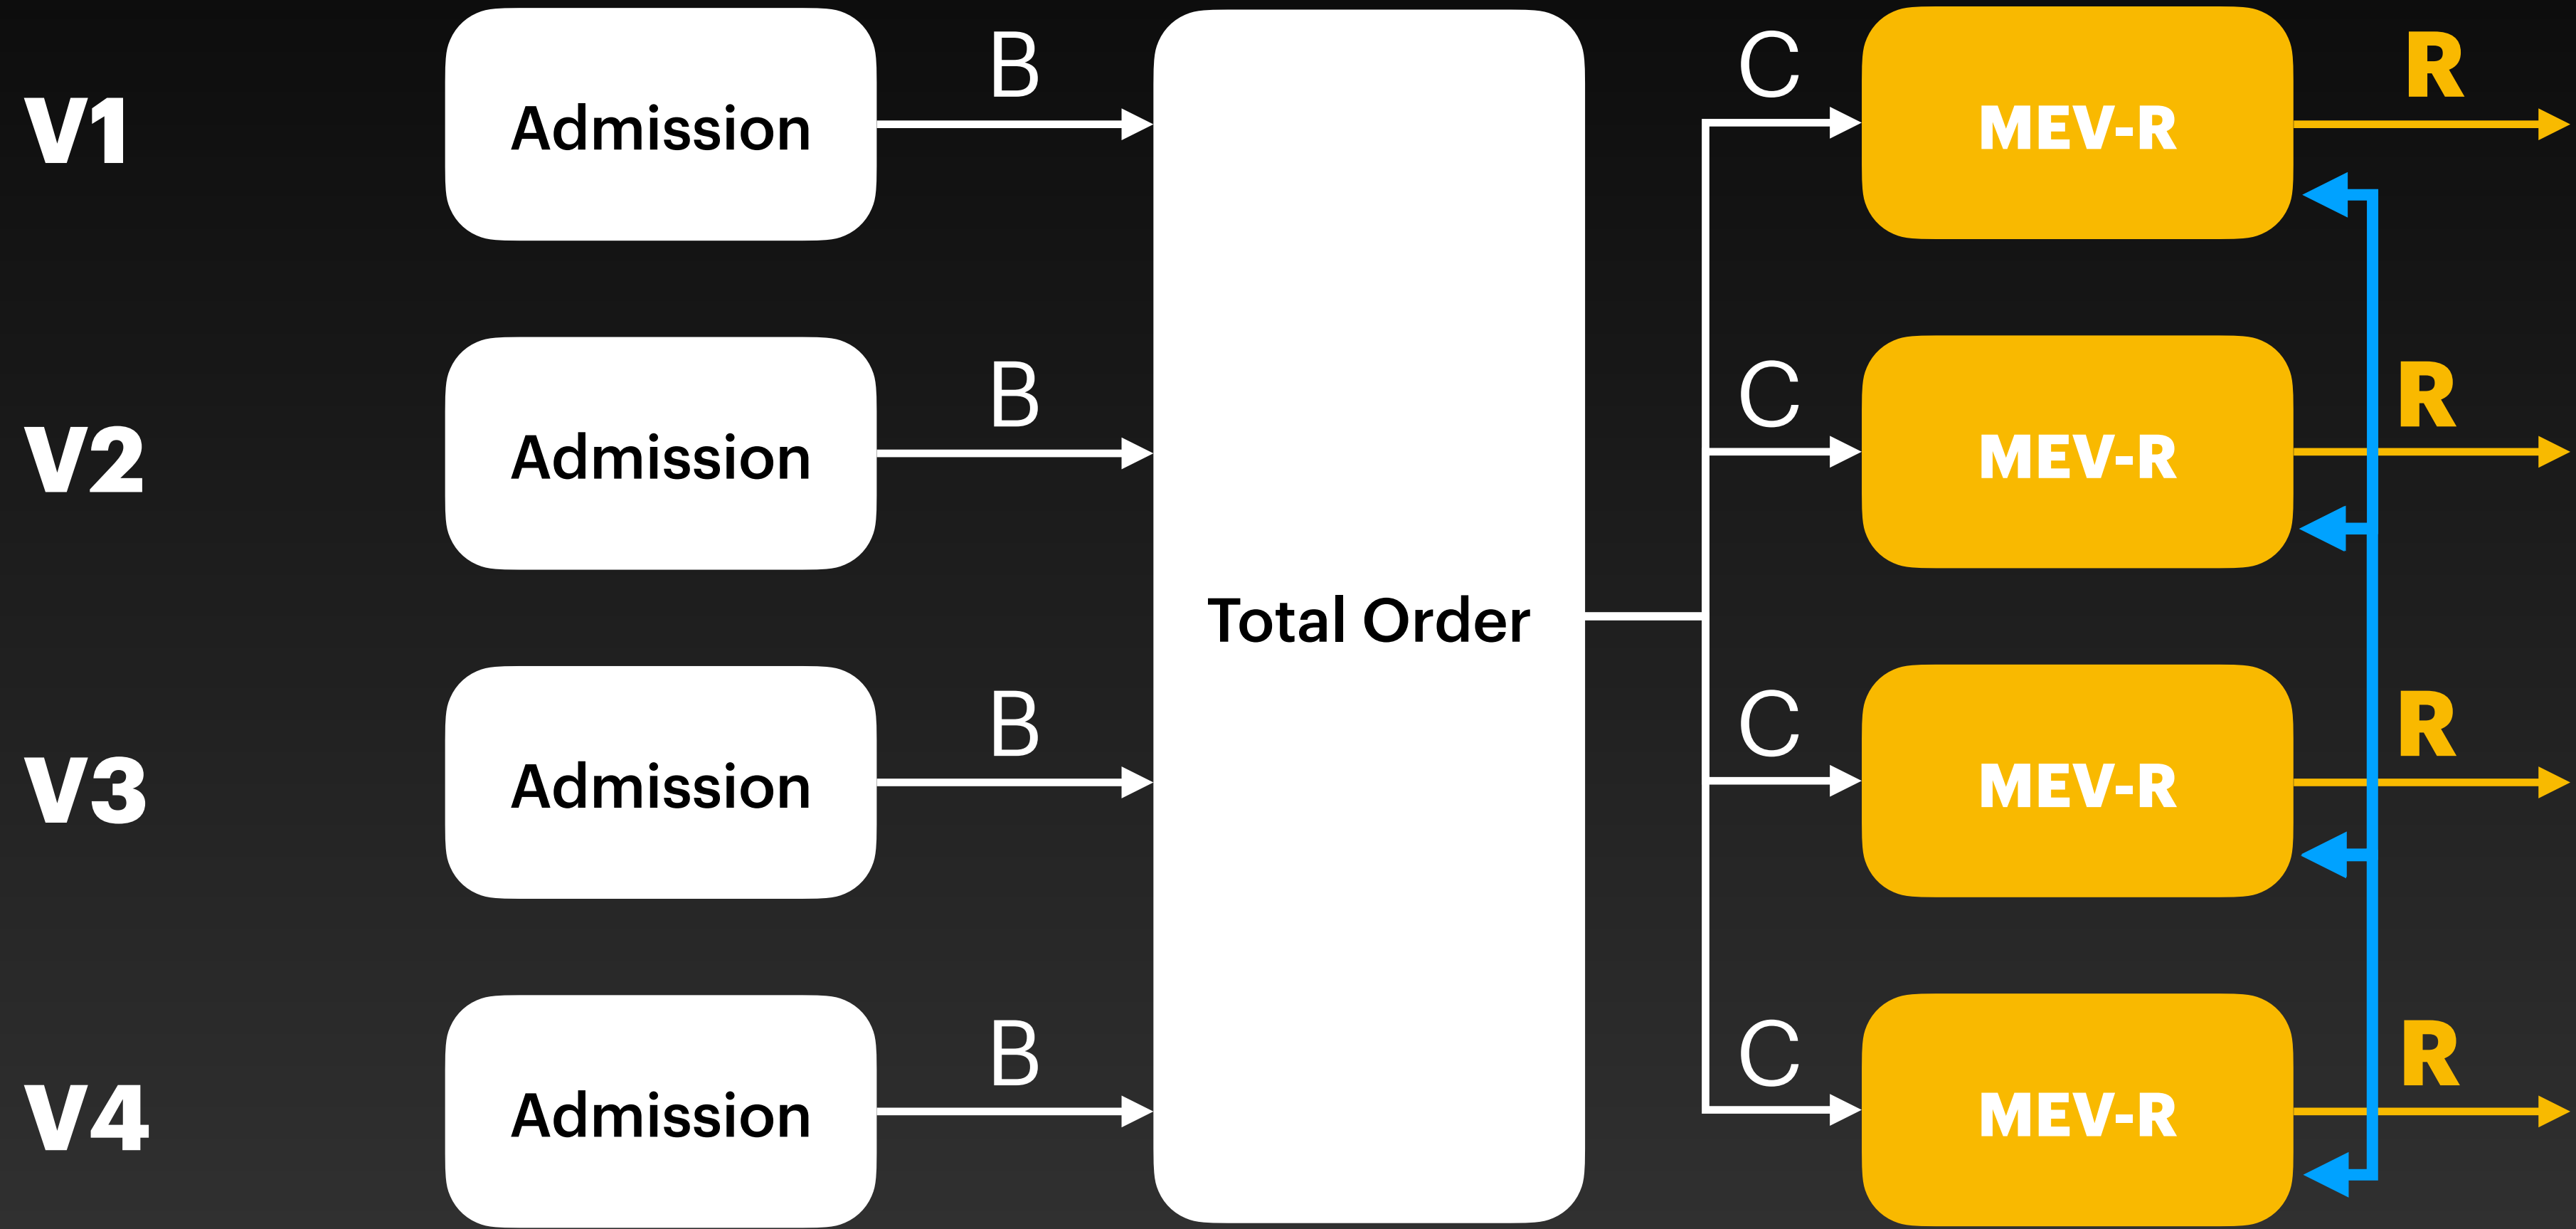 B C R
V1 Admission MEV-R
B C R
V2 Admission MEV-R
Total Order
B C R
V3 Admission MEV-R
B C R
V4 Admission MEV-R